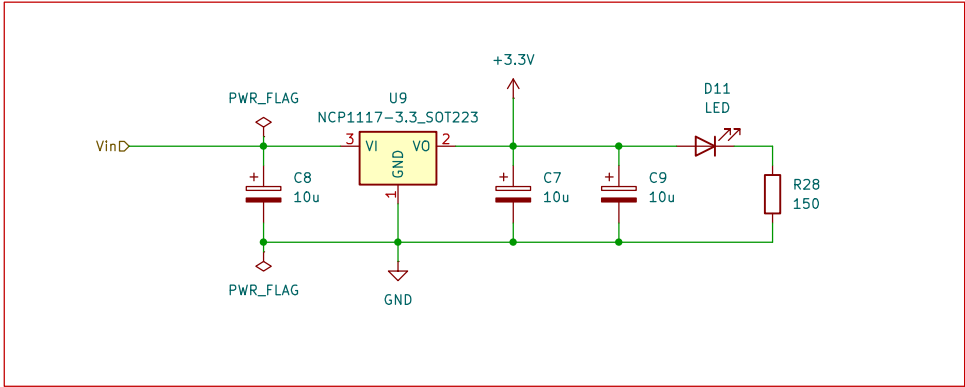 +3.3V
D11
LED
PWR_FLAG
U9
NCP1117-3.3_SOT223
Vin
3
VI
VO
2
GND
1
+
C8
10u
+
C7
10u
+
C9
10u
R28
150
PWR_FLAG
GND